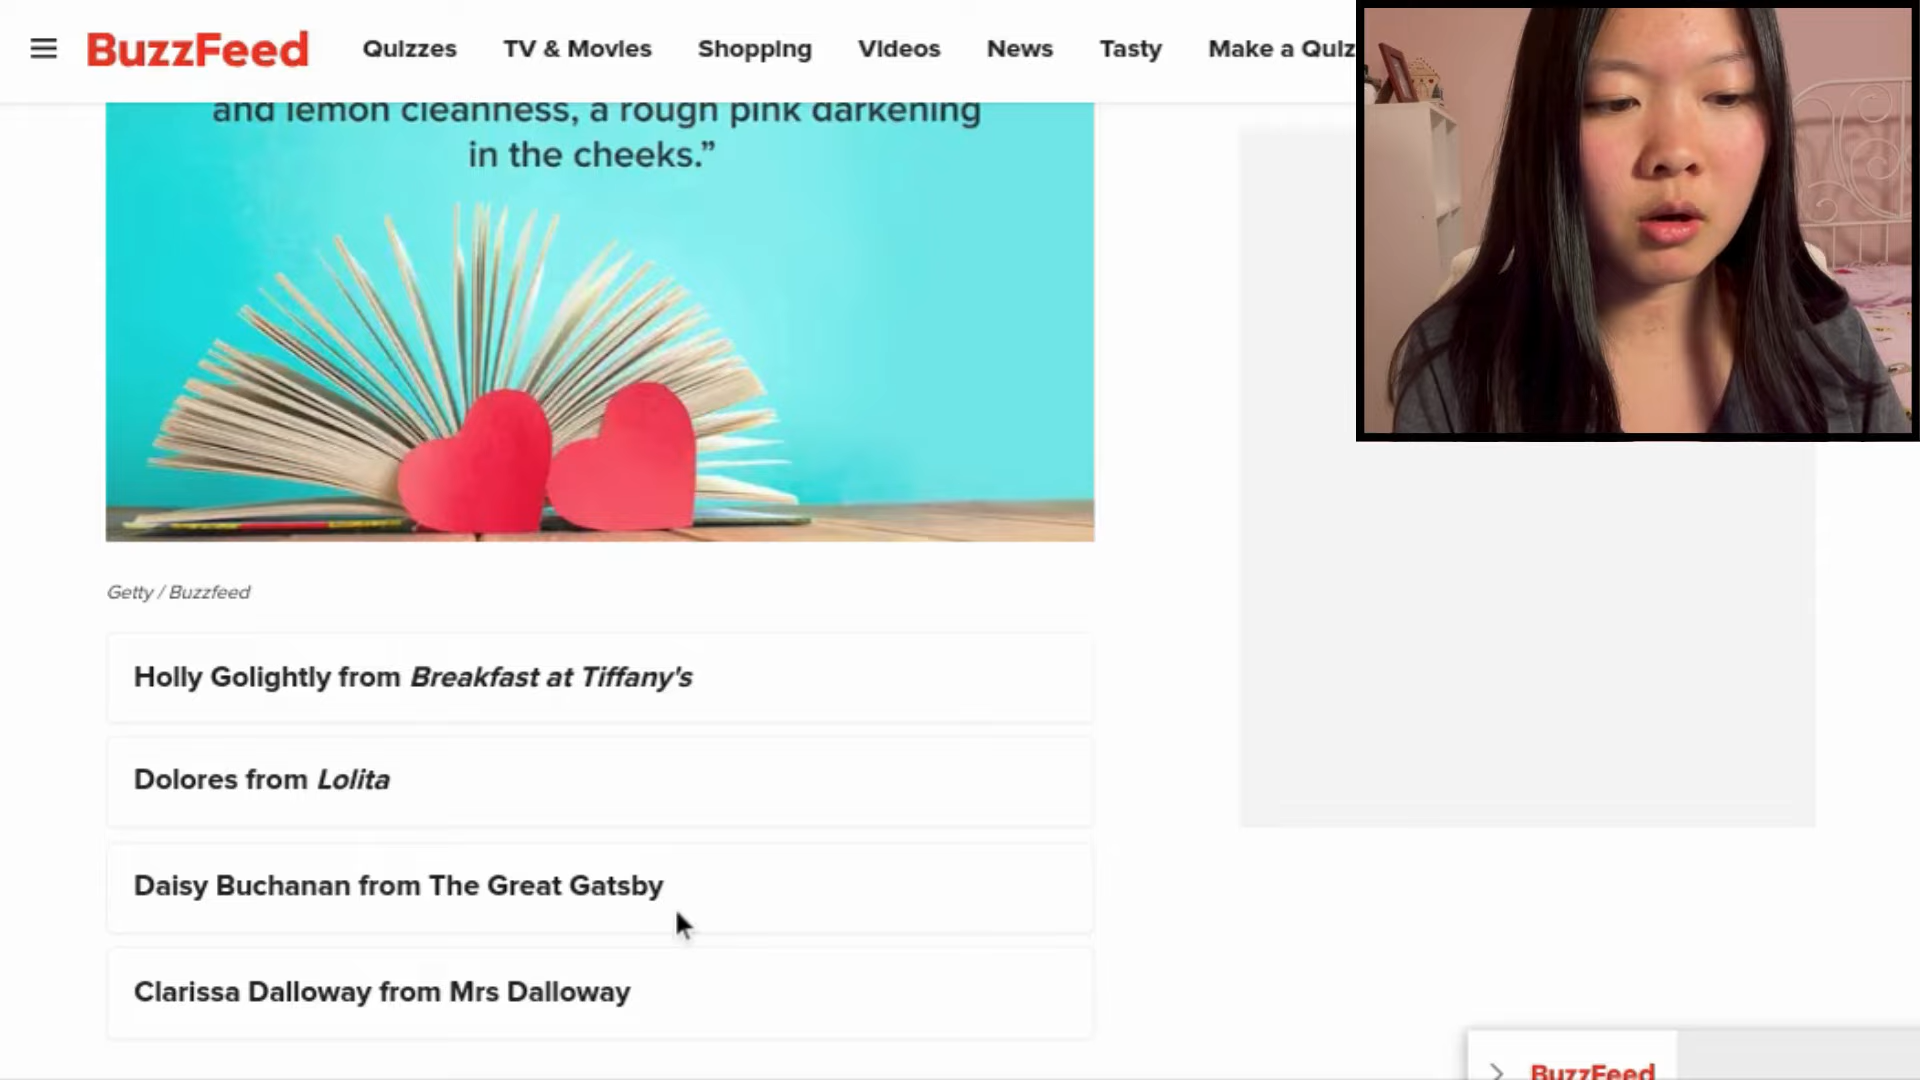 BuzzFeed Quizzes TV & Movies Shopping Videos News Tasty Make a Quiz
and lemon cleanness, a rough pink darkening
in the cheeks.”
Getty / Buzzfeed
Holly Golightly from Breakfast at Tiffany's
Dolores from Lolita
Daisy Buchanan from The Great Gatsby
Clarissa Dalloway from Mrs Dalloway
BuzzFeed